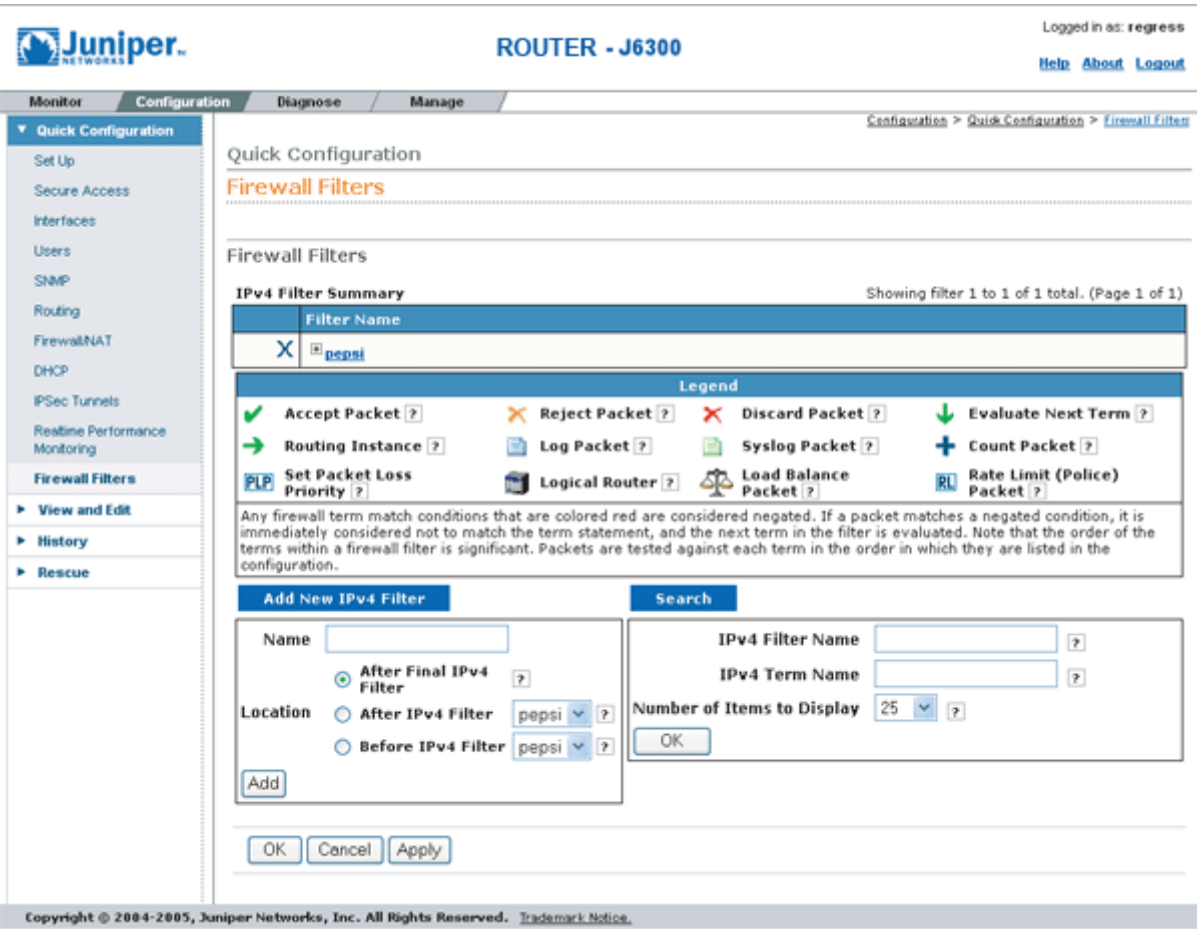 Juniper
NETWORKS
ROUTER - J6300
Logged in as: regress
Help About Logout
Monitor Configuration Diagnose Manage
Configuration > Quick Configuration > Firewall Filters
Quick Configuration
Set Up
Secure Access
Interfaces
Users
SNMP
Routing
Firewall/NAT
DHCP
IPSec Tunnels
Realtime Performance
Monitoring
Firewall Filters
View and Edit
History
Rescue
Quick Configuration
Firewall Filters
Firewall Filters
IPv4 Filter Summary
Showing filter 1 to 1 of 1 total. (Page 1 of 1)
Filter Name
X pepsi
Legend
Accept Packet ? Reject Packet ? Discard Packet ? Evaluate Next Term ?
Routing Instance ? Log Packet ? Syslog Packet ? Count Packet ?
PLP Set Packet Loss
Priority ?
Logical Router ?
Load Balance
Packet ?
RL Rate Limit (Police)
Packet ?
Any firewall term match conditions that are colored red are considered negated. If a packet matches a negated condition, it is
immediately considered not to match the term statement, and the next term in the filter is evaluated. Note that the order of the
terms within a firewall filter is significant. Packets are tested against each term in the order in which they are listed in the
configuration.
Add New IPv4 Filter
Name
Location
After Final IPv4
Filter ?
After IPv4 Filter pepsi ?
Before IPv4 Filter pepsi ?
Add
Search
IPv4 Filter Name ?
IPv4 Term Name ?
Number of Items to Display 25 ?
OK
OK Cancel Apply
Copyright © 2004-2005, Juniper Networks, Inc. All Rights Reserved. Trademark Notice.